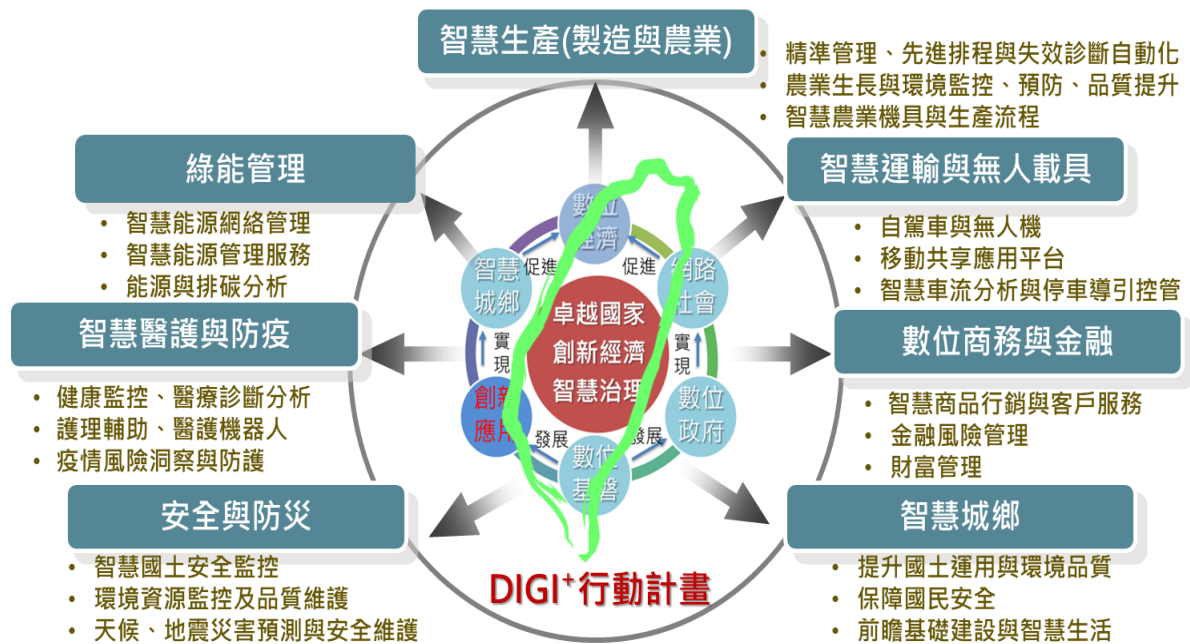 智慧生產(製造與農業)
• 精準管理、先進排程與失效診斷自動化
• 農業生長與環境監控、預防、品質提升
• 智慧農業機具與生產流程
綠能管理
• 智慧能源網絡管理
• 智慧能源管理服務
• 能源與排碳分析
智慧運輸與無人載具
• 自駕車與無人機
• 移動共享應用平台
• 智慧車流分析與停車導引控管
智慧醫護與防疫
• 健康監控、醫療診斷分析
• 護理輔助、醫護機器人
• 疫情風險洞察與防護
數位商務與金融
• 智慧商品行銷與客戶服務
• 金融風險管理
• 財富管理
安全與防災
• 智慧國土安全監控
• 環境資源監控及品質維護
• 天候、地震災害預測與安全維護
智慧城鄉
• 提升國土運用與環境品質
• 保障國民安全
• 前瞻基礎建設與智慧生活
數位
經濟
促進
促進
智慧
城鄉
網路
社會
卓越國家
創新經濟
智慧治理
實現
實現
創新
應用
數位
政府
發展
發展
數位
基磐
DIGI⁺行動計畫